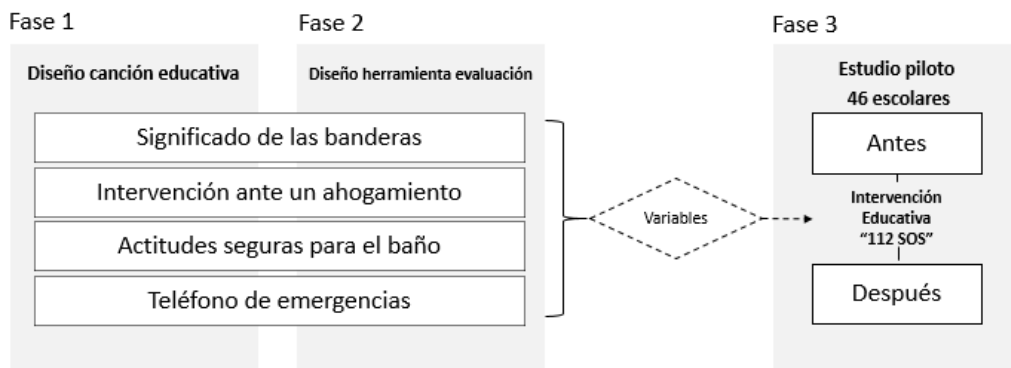 Fase 1
Diseño canción educativa
Fase 2
Diseño herramienta evaluación
Significado de las banderas
Intervención ante un ahogamiento
Actitudes seguras para el baño
Teléfono de emergencias
Variables
Fase 3
Estudio piloto
46 escolares
Antes
Intervención
Educativa
“112 SOS”
Después